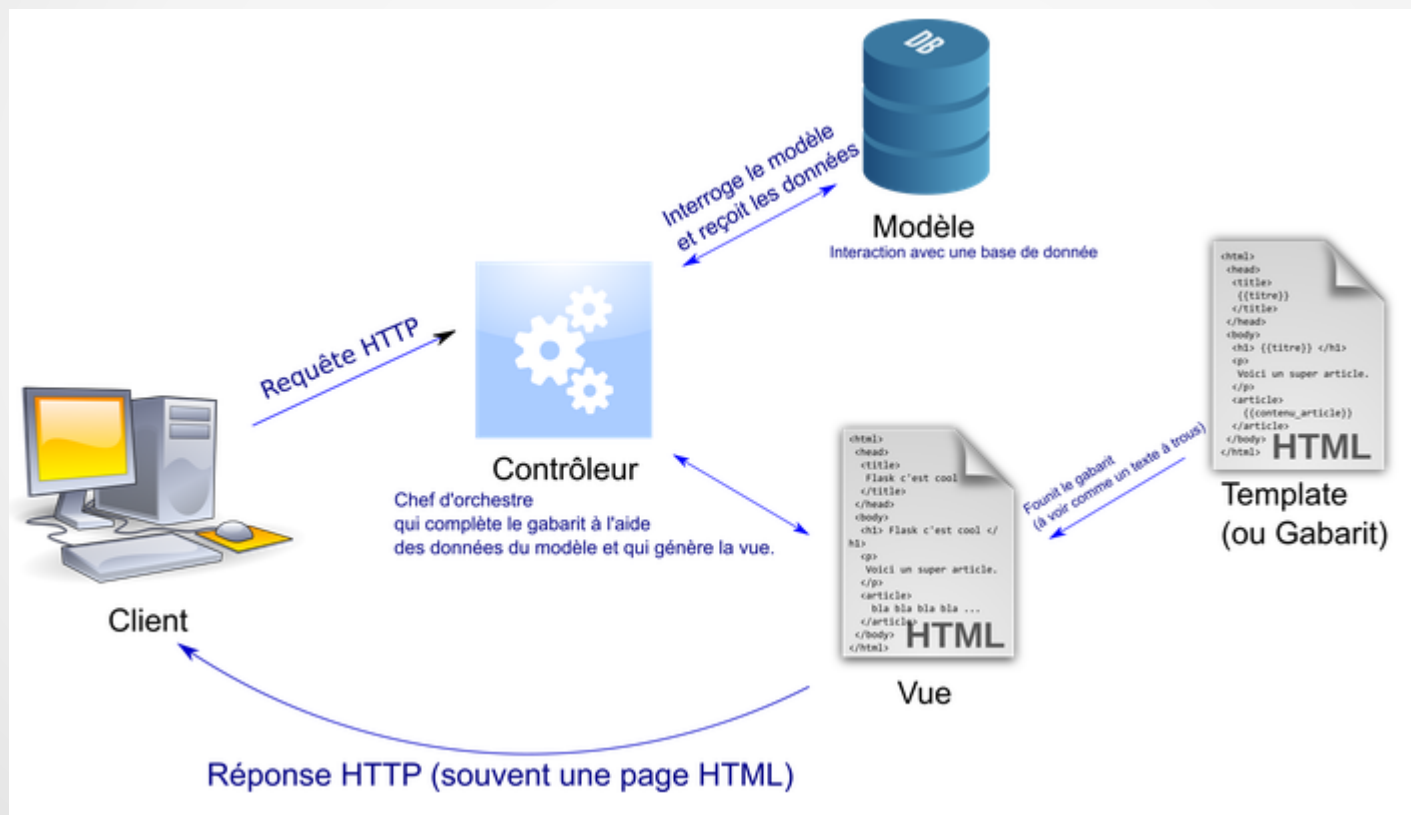 DB
Interroge le modèle
et reçoit les données
Modèle
Interaction avec une base de donnée
Requête HTTP
Contrôleur
Chef d'orchestre
qui complète le gabarit à l'aide
des données du modèle et qui génère la vue.
Client
<html>
<head>
<title>
{{titre}}
</title>
</head>
<body>
<h1> {{titre}} </h1>
<p>
Voici un super article.
</p>
<article>
{{contenu_article}}
</article>
</body>
</html>
HTML
Template
(ou Gabarit)
Founit le gabarit
(à voir comme un texte à trous)
<html>
<head>
<title>
Flask c'est cool
</title>
</head>
<body>
<h1> Flask c'est cool </
h1>
<p>
Voici un super article.
</p>
<article>
bla bla bla bla ...
</article>
</body>
</html>
HTML
Vue
Réponse HTTP (souvent une page HTML)